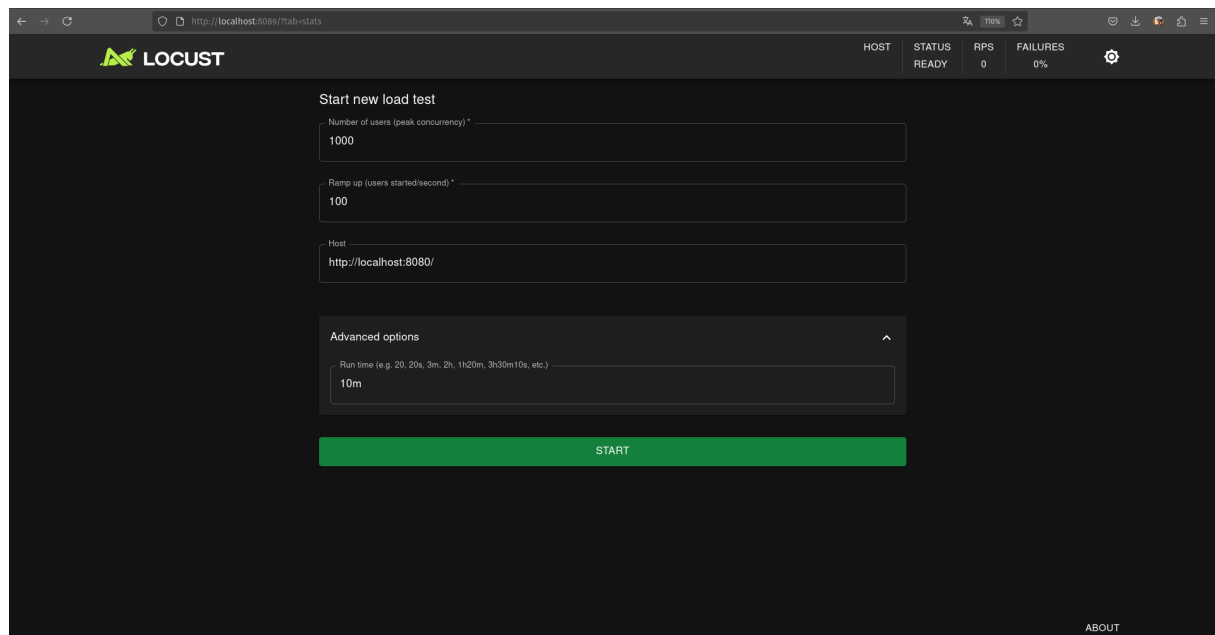 http://localhost:8089/?tab=stats
110%
LOCUST
HOST
STATUS
READY
RPS
0
FAILURES
0%
Start new load test
Number of users (peak concurrency) *
1000
Ramp up (users started/second) *
100
Host
http://localhost:8080/
Advanced options
Run time (e.g. 20, 20s, 3m, 2h, 1h20m, 3h30m10s, etc.)
10m
START
ABOUT